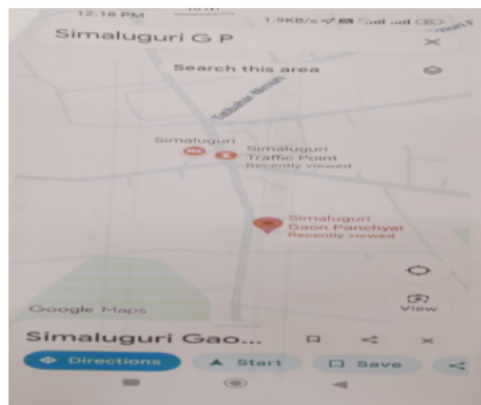 12:18 PM
1.9KB/s
Simaluguri G P
Search this area
Simaluguri
Simaluguri
Traffic Point
Recently viewed
Simaluguri
Gaon Panchyat
Recently viewed
Google Maps
View
Simaluguri Gao...
Directions
Start
Save